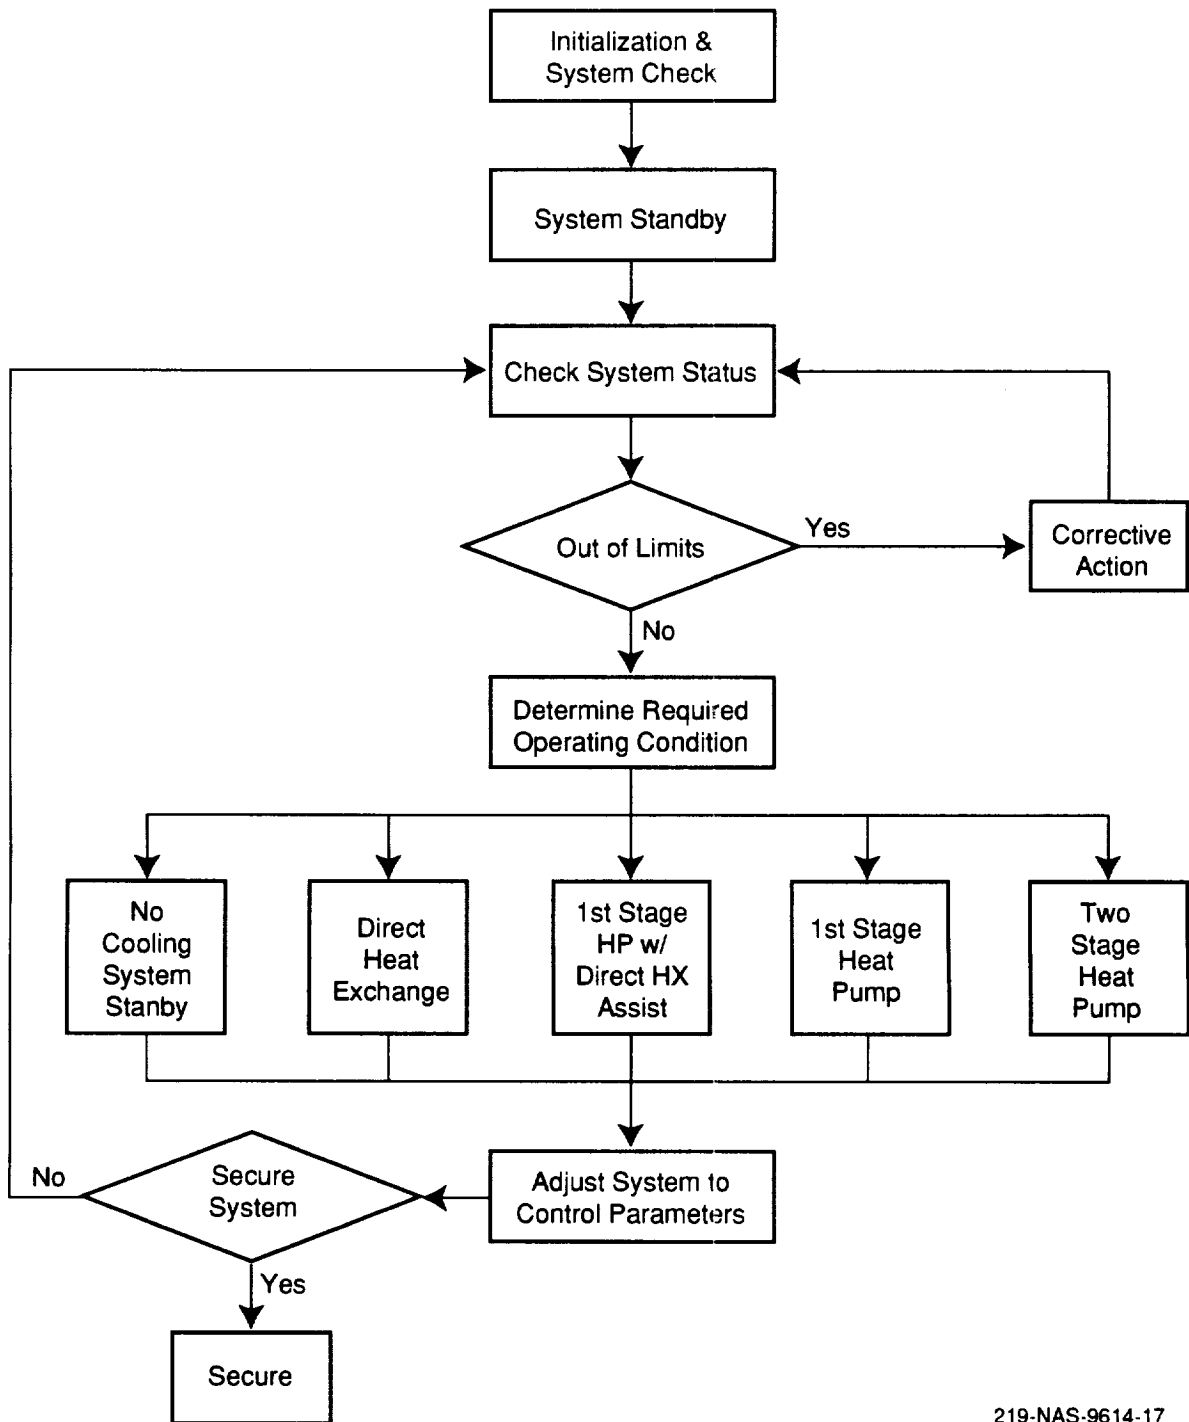 Initialization &
System Check
System Standby
Check System Status
Out of Limits
Yes
Corrective
Action
No
Determine Required
Operating Condition
No
Cooling
System
Stanby
Direct
Heat
Exchange
1st Stage
HP w/
Direct HX
Assist
1st Stage
Heat
Pump
Two
Stage
Heat
Pump
Adjust System to
Control Parameters
Secure
System
No
Yes
Secure
219-NAS-9614-17